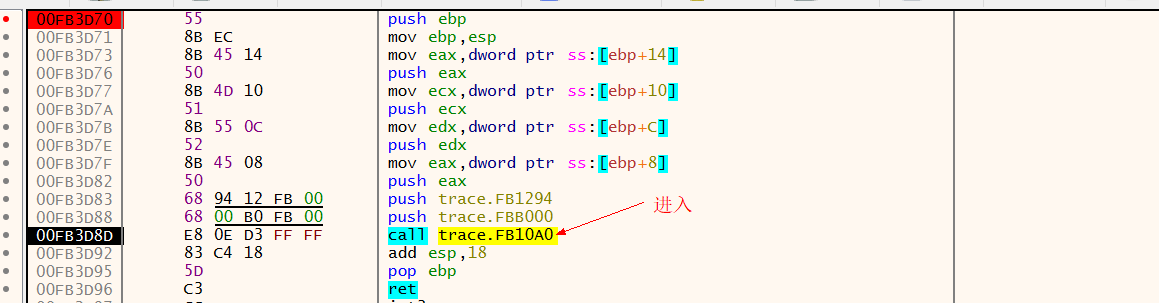 00FB3D70 55 push ebp
00FB3D71 8B EC mov ebp,esp
00FB3D73 8B 45 14 mov eax,dword ptr ss:[ebp+14]
00FB3D76 50 push eax
00FB3D77 8B 4D 10 mov ecx,dword ptr ss:[ebp+10]
00FB3D7A 51 push ecx
00FB3D7B 8B 55 0C mov edx,dword ptr ss:[ebp+C]
00FB3D7E 52 push edx
00FB3D7F 8B 45 08 mov eax,dword ptr ss:[ebp+8]
00FB3D82 50 push eax
00FB3D83 68 94 12 FB 00 push trace.FB1294
00FB3D88 68 00 B0 FB 00 push trace.FBB000
进入
00FB3D8D E8 0E D3 FF FF call trace.FB10A0
00FB3D92 83 C4 18 add esp,18
00FB3D95 5D pop ebp
00FB3D96 C3 ret